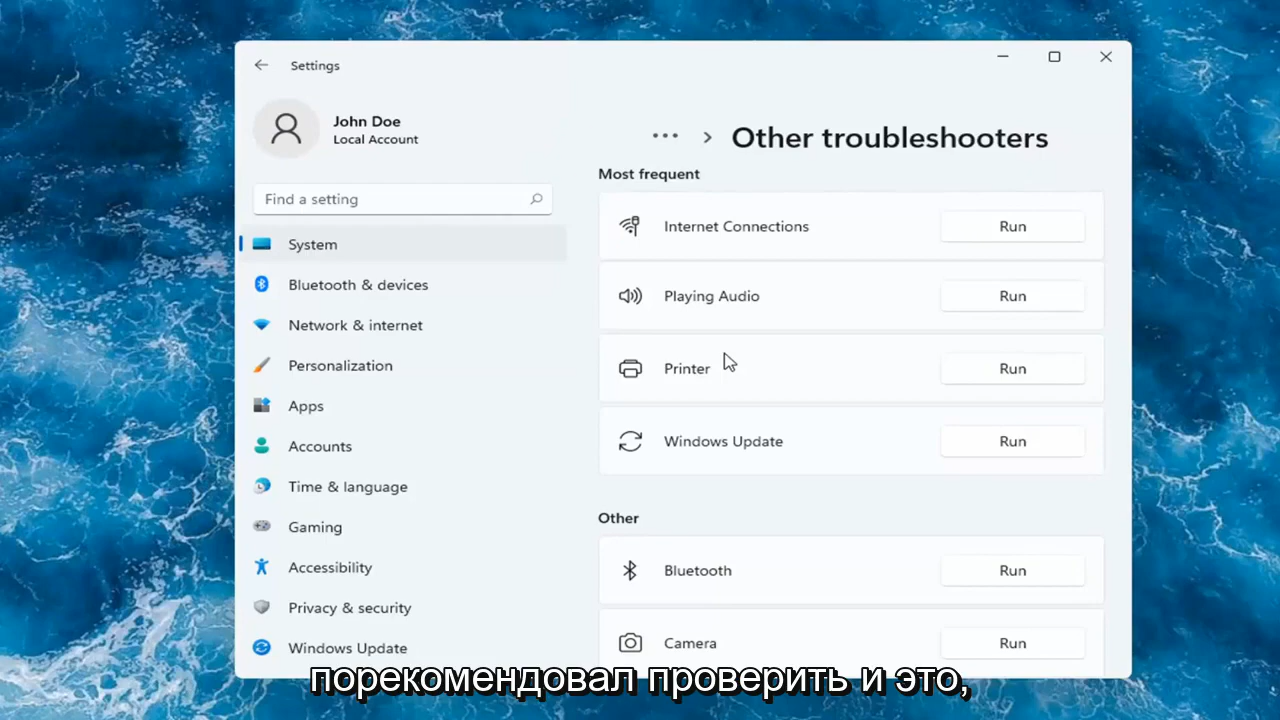 Settings
John Doe
Local Account
Find a setting
System
Bluetooth & devices
Network & internet
Personalization
Apps
Accounts
Time & language
Gaming
Accessibility
Privacy & security
Windows Update
... > Other troubleshooters
Most frequent
Internet Connections Run
Playing Audio Run
Printer Run
Windows Update Run
Other
Bluetooth Run
Camera Run
порекомендовал проверить и это,